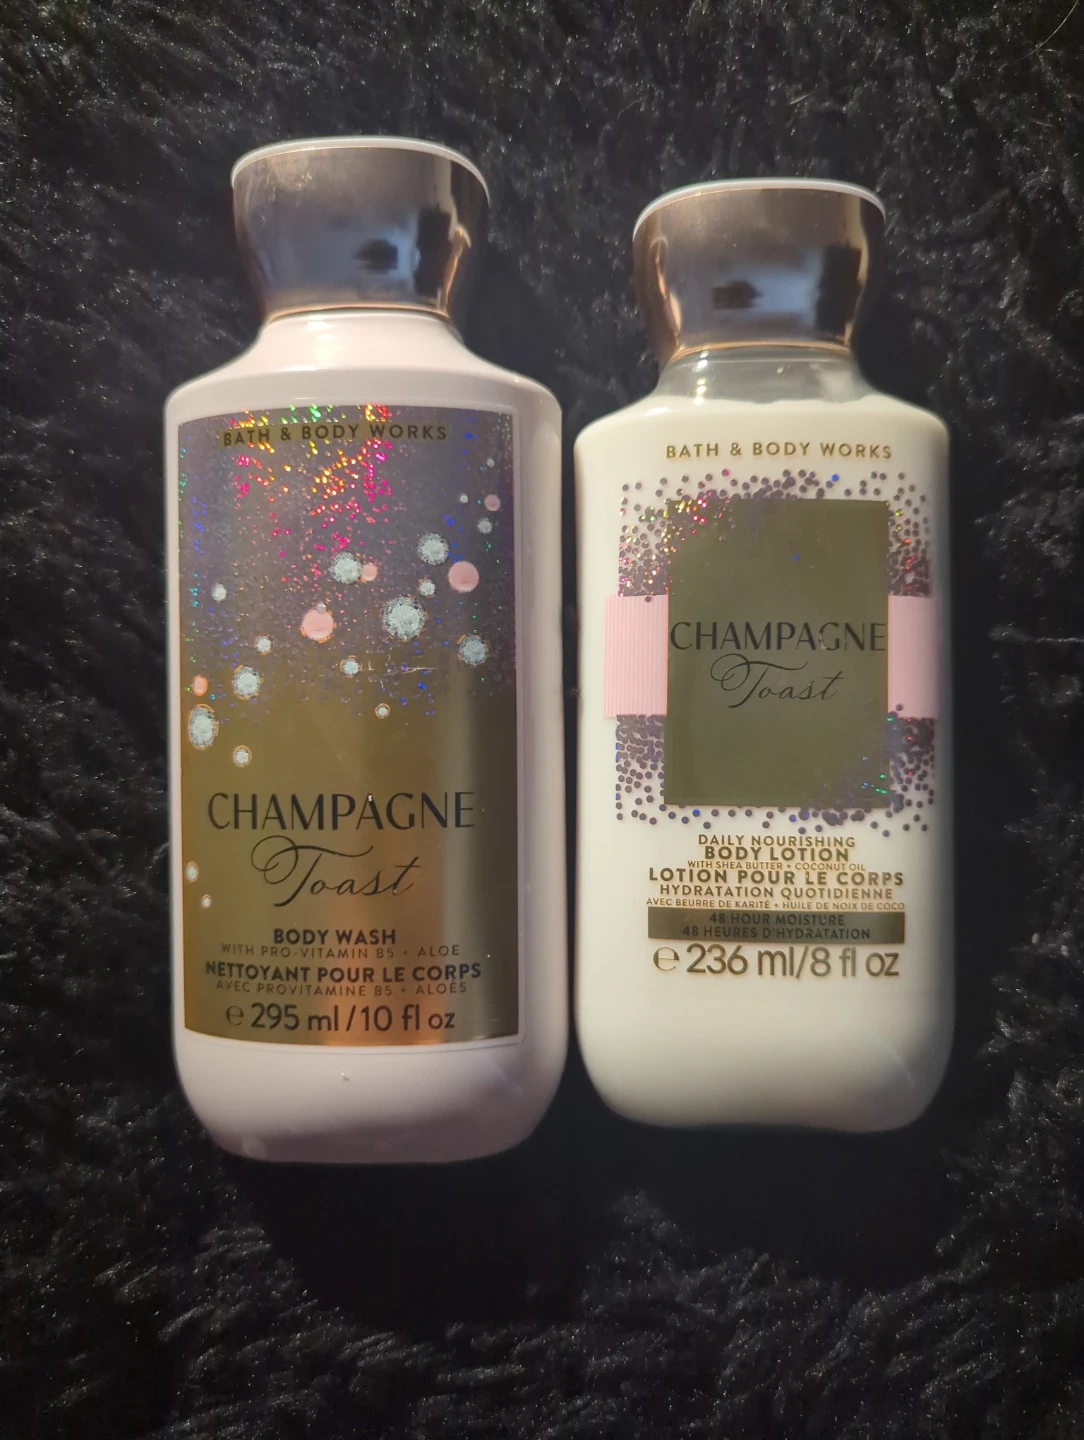 BATH & BODY WORKS
CHAMPAGNE
Toast
BODY WASH
WITH PRO-VITAMIN B5 + ALOE
NETTOYANT POUR LE CORPS
AVEC PROVITAMINE B5 + ALOÈS
℮ 295 ml / 10 fl oz
BATH & BODY WORKS
CHAMPAGNE
Toast
DAILY NOURISHING
BODY LOTION
WITH SHEA BUTTER + COCONUT OIL
LOTION POUR LE CORPS
HYDRATATION QUOTIDIENNE
AVEC BEURRE DE KARITÉ + HUILE DE NOIX DE COCO
48 HOUR MOISTURE
48 HEURES D'HYDRATATION
℮ 236 ml/8 fl oz